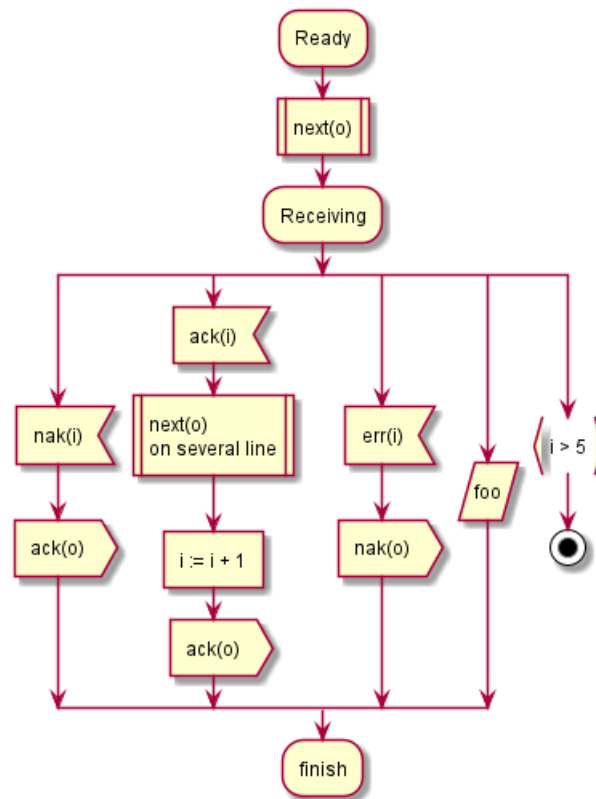 Ready
next(o)
Receiving
ack(i)
nak(i)
next(o)
on several line
err(i)
i > 5
foo
ack(o)
nak(o)
i := i + 1
ack(o)
finish